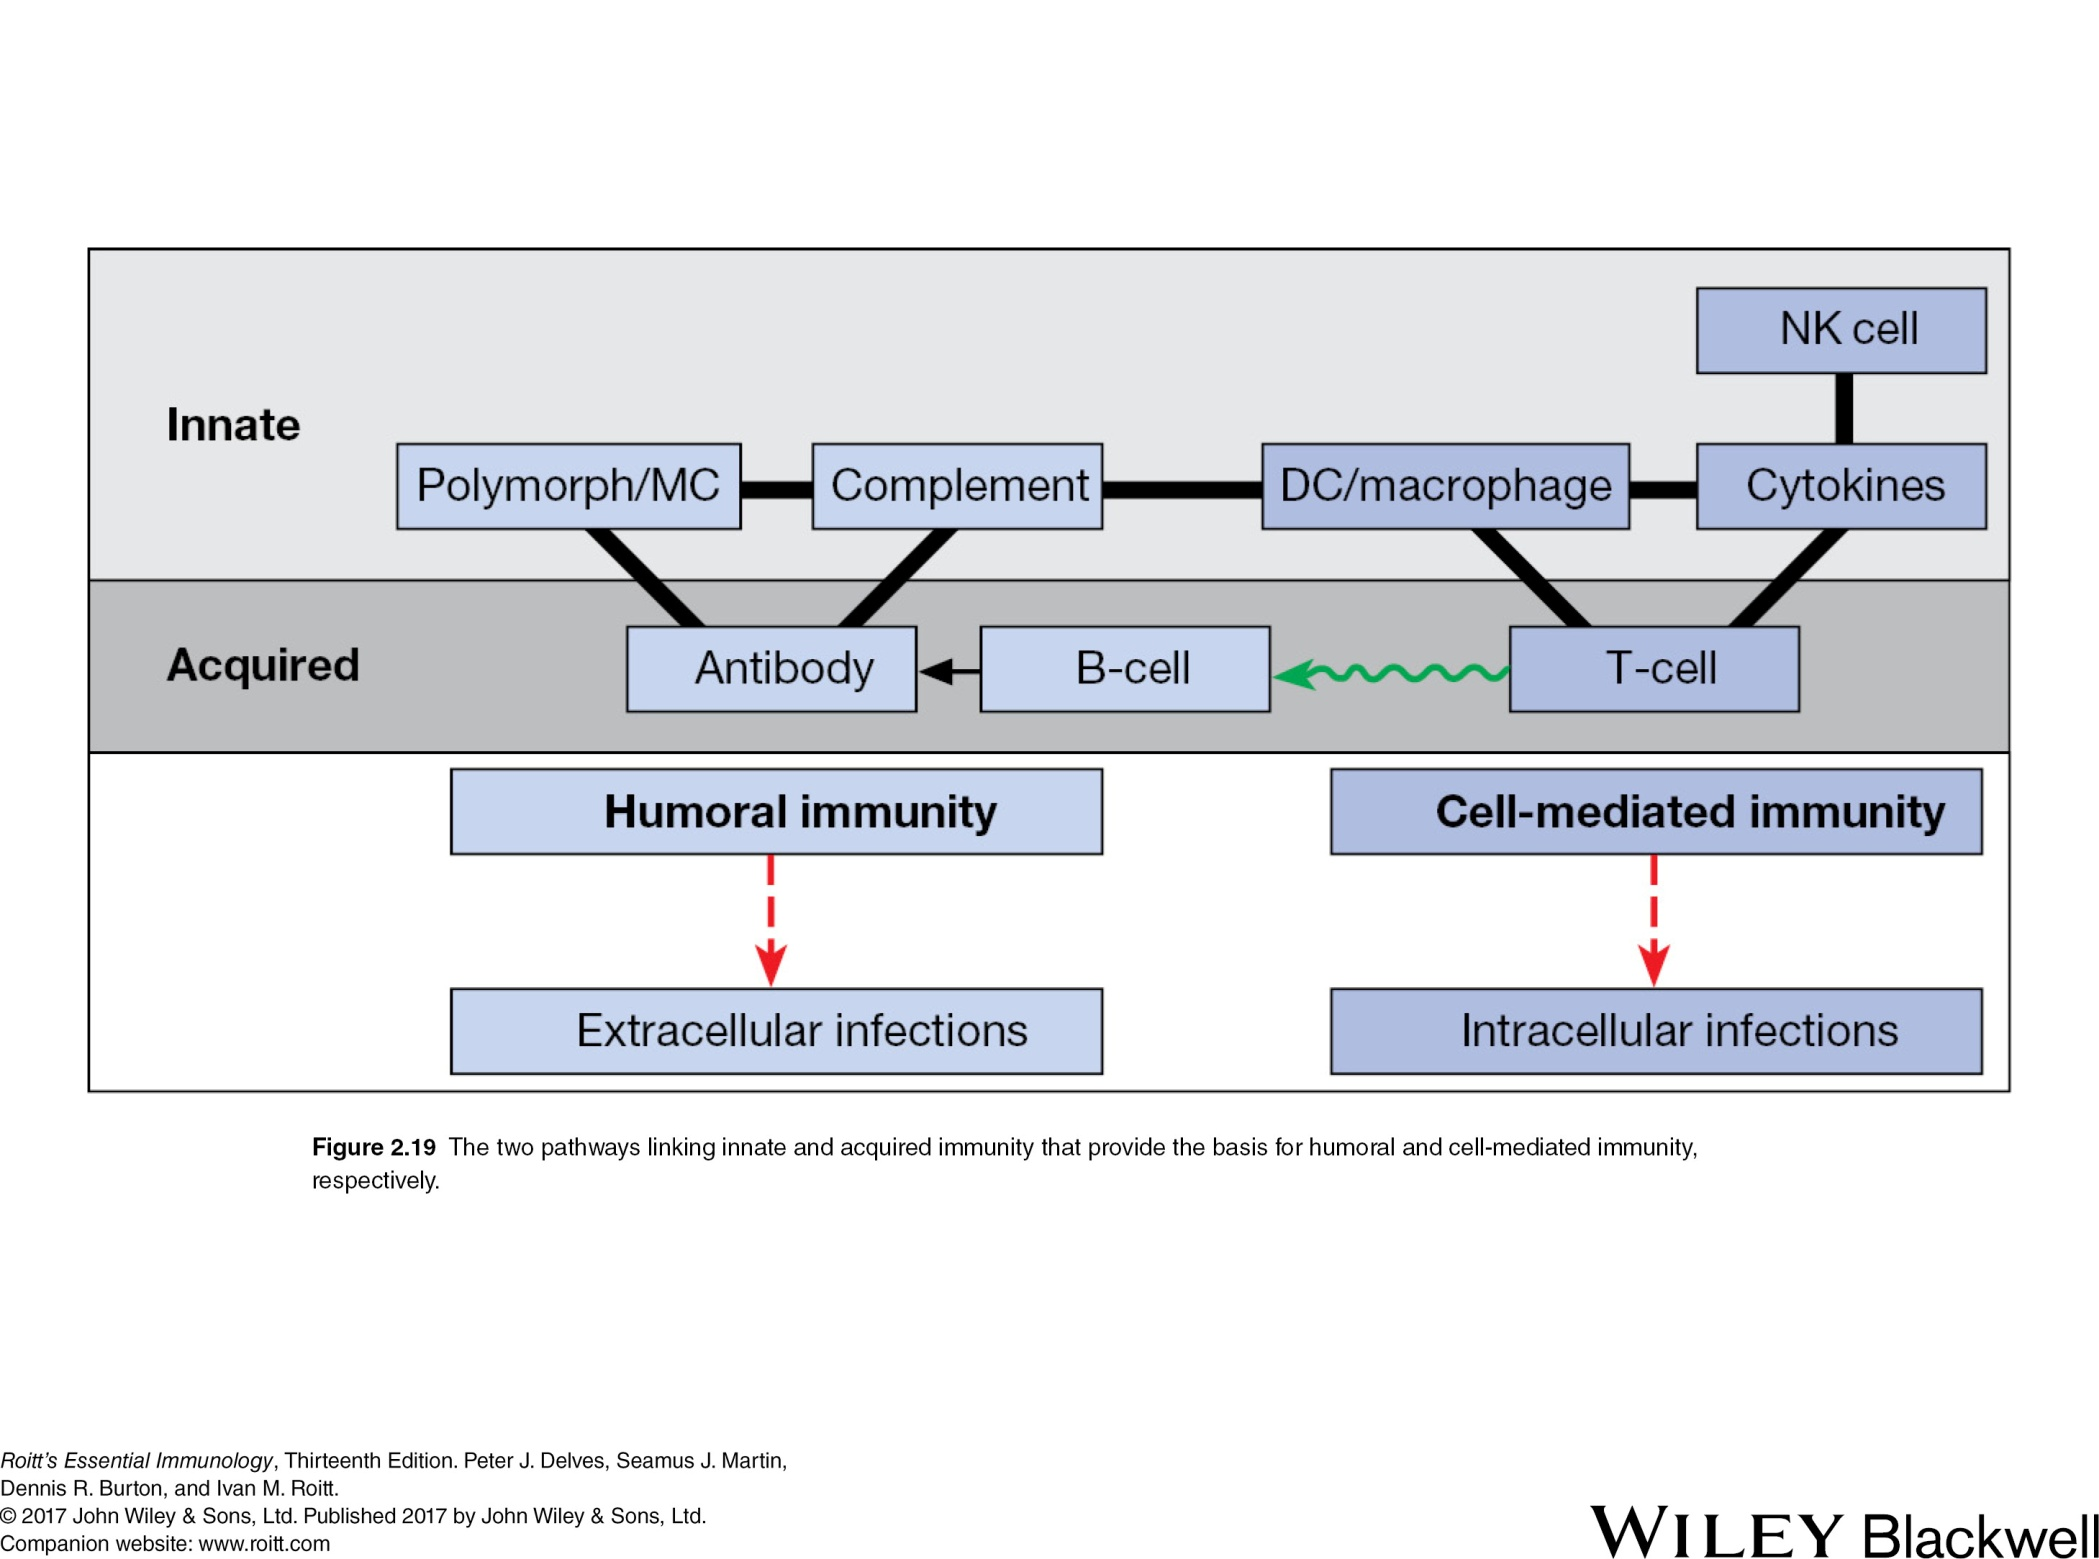 NK cell
Innate
Polymorph/MC
Complement
DC/macrophage
Cytokines
Acquired
Antibody
B-cell
T-cell
Humoral immunity
Cell-mediated immunity
Extracellular infections
Intracellular infections
Figure 2.19 The two pathways linking innate and acquired immunity that provide the basis for humoral and cell-mediated immunity,
respectively.
Roitt’s Essential Immunology, Thirteenth Edition. Peter J. Delves, Seamus J. Martin,
Dennis R. Burton, and Ivan M. Roitt.
© 2017 John Wiley & Sons, Ltd. Published 2017 by John Wiley & Sons, Ltd.
Companion website: www.roitt.com
WILEY Blackwell